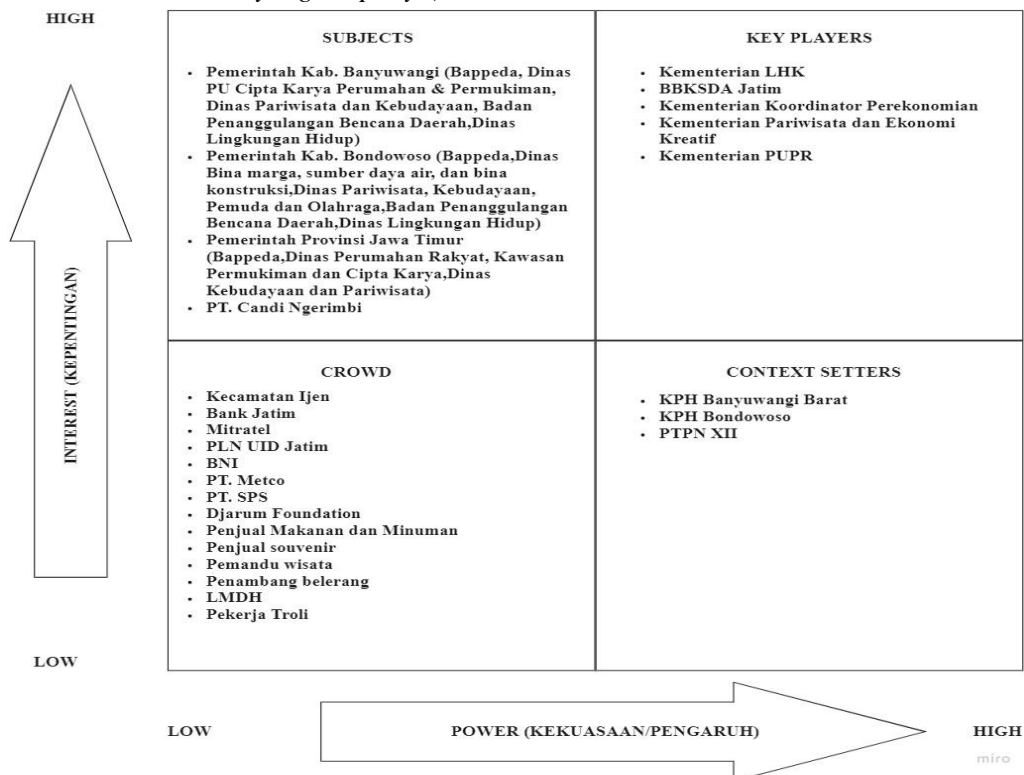 HIGH
SUBJECTS
• Pemerintah Kab. Banyuwangi (Bappeda, Dinas
PU Cipta Karya Perumahan & Permukiman,
Dinas Pariwisata dan Kebudayaan, Badan
Penanggulangan Bencana Daerah,Dinas
Lingkungan Hidup)
• Pemerintah Kab. Bondowoso (Bappeda,Dinas
Bina marga, sumber daya air, dan bina
konstruksi,Dinas Pariwisata, Kebudayaan,
Pemuda dan Olahraga,Badan Penanggulangan
Bencana Daerah,Dinas Lingkungan Hidup)
• Pemerintah Provinsi Jawa Timur
(Bappeda,Dinas Perumahan Rakyat, Kawasan
Permukiman dan Cipta Karya,Dinas
Kebudayaan dan Pariwisata)
• PT. Candi Ngerimbi
KEY PLAYERS
• Kementerian LHK
• BBKSDA Jatim
• Kementerian Koordinator Perekonomian
• Kementerian Pariwisata dan Ekonomi
Kreatif
• Kementerian PUPR
INTEREST (KEPENTINGAN)
CROWD
• Kecamatan Ijen
• Bank Jatim
• Mitratel
• PLN UID Jatim
• BNI
• PT. Metco
• PT. SPS
• Djarum Foundation
• Penjual Makanan dan Minuman
• Penjual souvenir
• Pemandu wisata
• Penambang belerang
• LMDH
• Pekerja Troli
CONTEXT SETTERS
• KPH Banyuwangi Barat
• KPH Bondowoso
• PTPN XII
LOW
LOW
POWER (KEKUASAAN/PENGARUH)
HIGH
miro